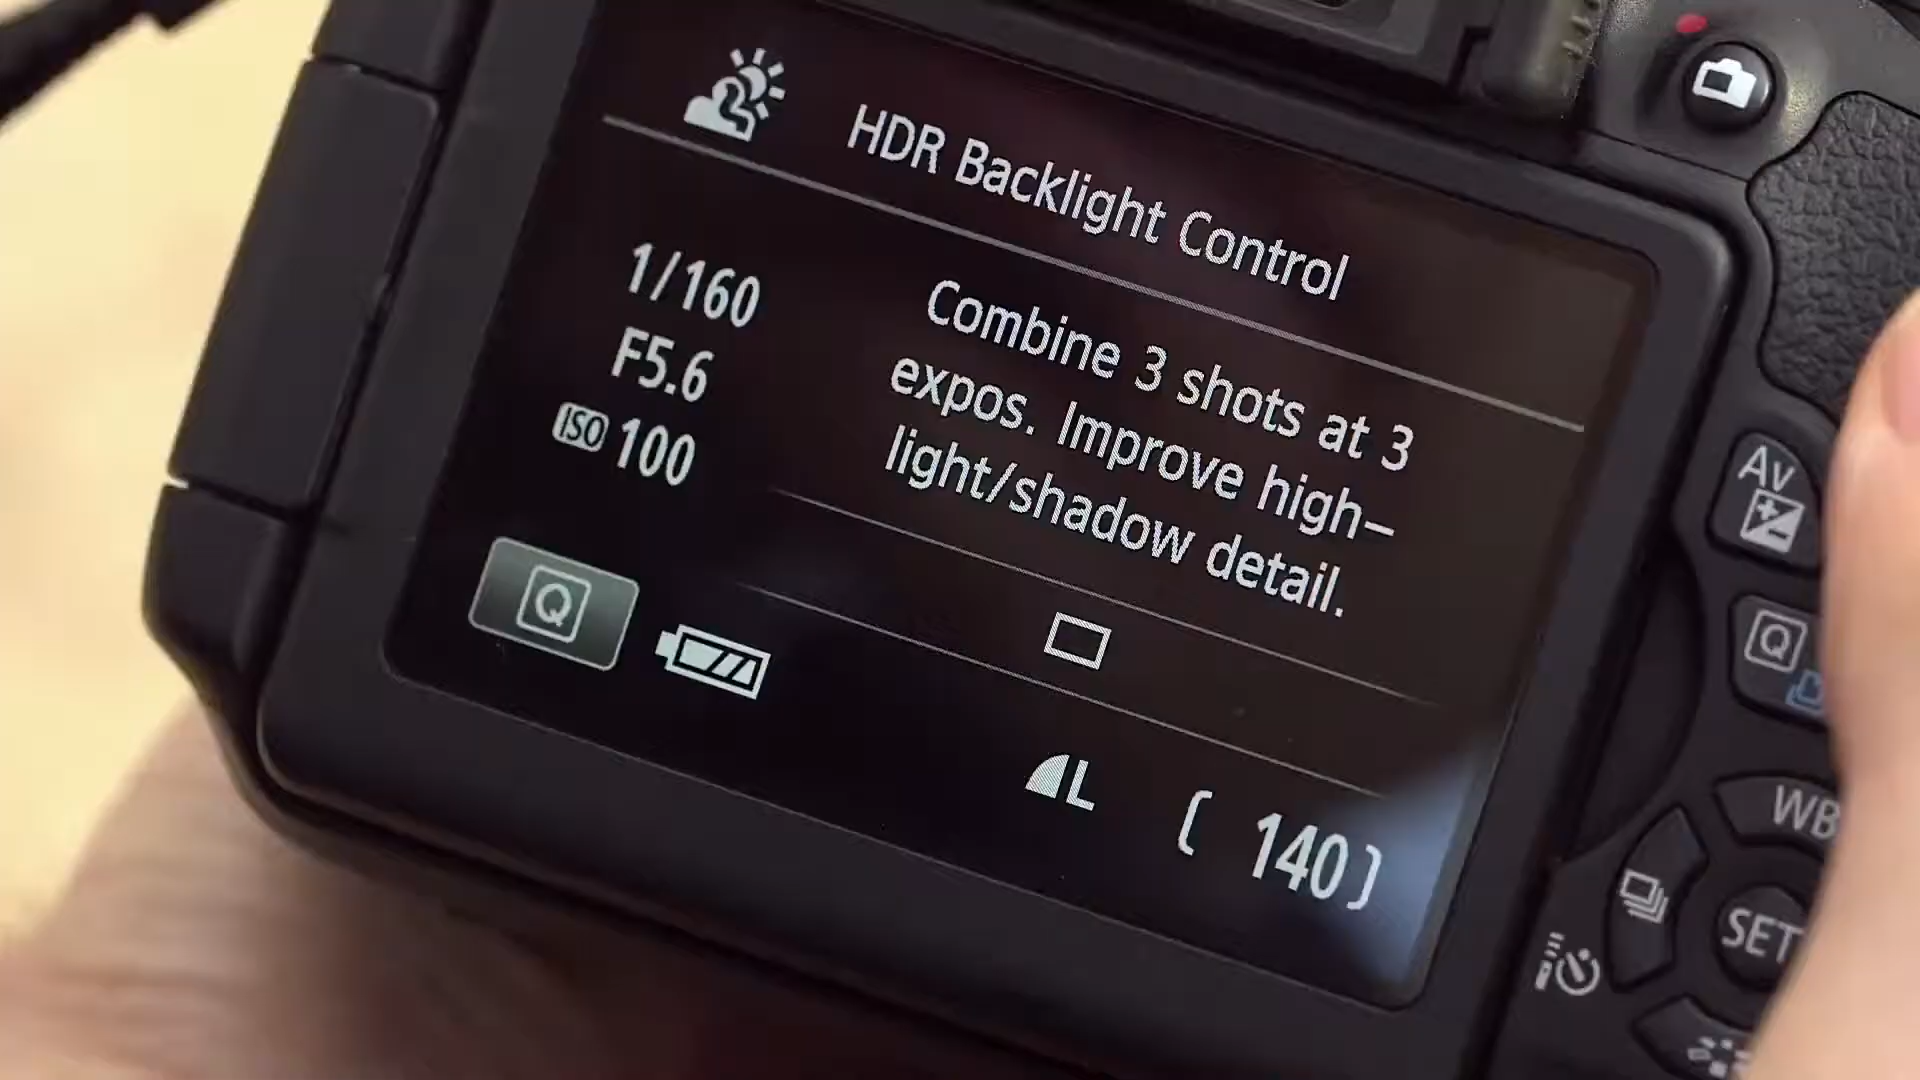 HDR Backlight Control
1/160
F5.6
ISO 100
Combine 3 shots at 3
expos. Improve high–
light/shadow detail.
Q
L
[ 140]
Av
Q
WB
SET